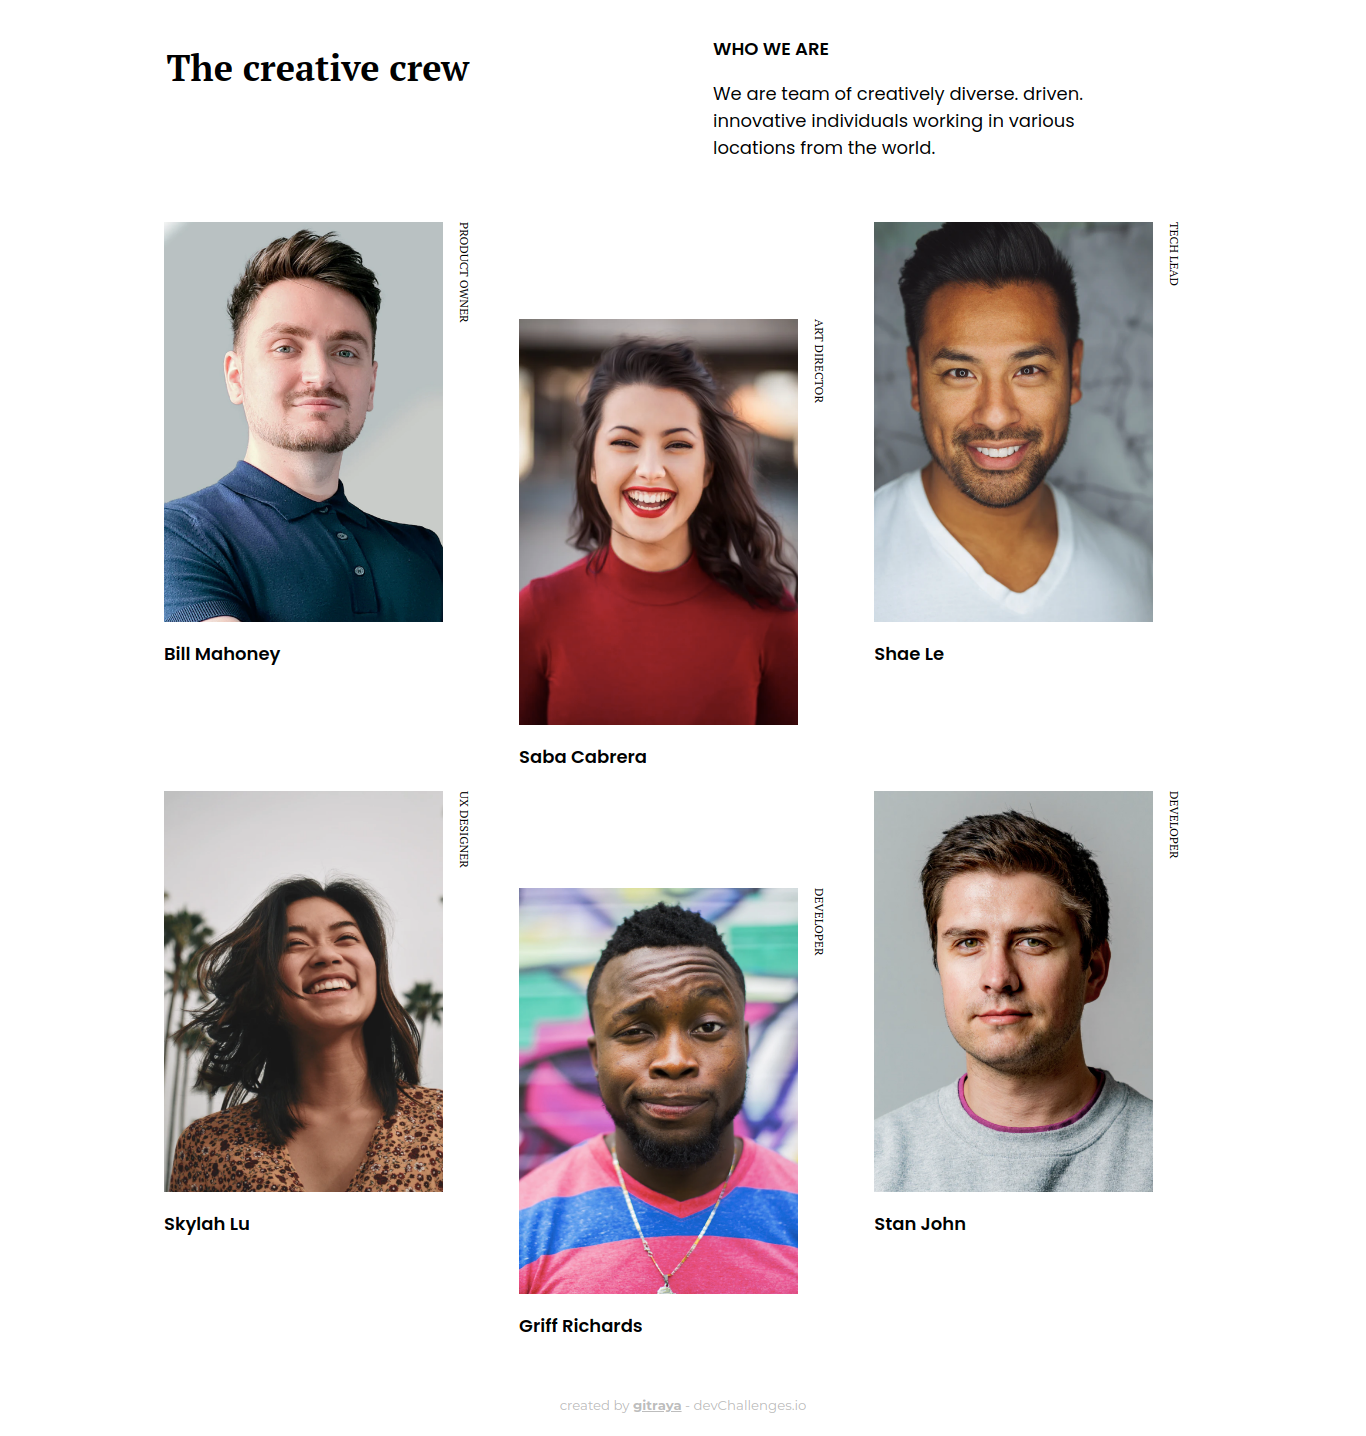 The creative crew
WHO WE ARE
We are team of creatively diverse. driven.
innovative individuals working in various
locations from the world.
PRODUCT OWNER
Bill Mahoney
ART DIRECTOR
Saba Cabrera
TECH LEAD
Shae Le
UX DESIGNER
Skylah Lu
DEVELOPER
Griff Richards
DEVELOPER
Stan John
created by gitraya - devChallenges.io